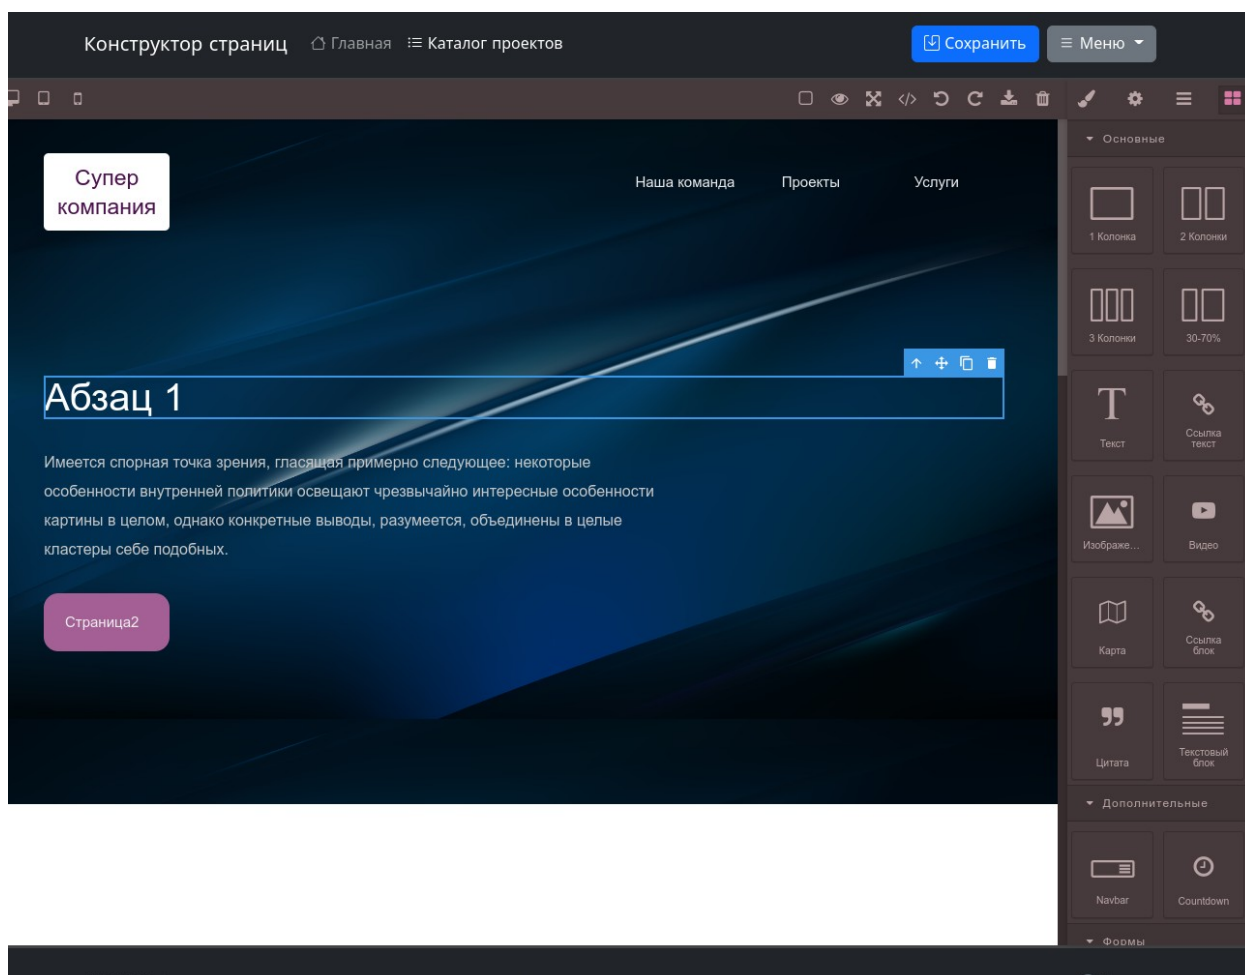 Конструктор страниц Главная Каталог проектов Сохранить Меню
Основные
Супер
компания
Наша команда Проекты Услуги
1 Колонка 2 Колонки
3 Колонки 30-70%
Абзац 1
Текст Ссылка
текст
Имеется спорная точка зрения, гласящая примерно следующее: некоторые
особенности внутренней политики освещают чрезвычайно интересные особенности
картины в целом, однако конкретные выводы, разумеется, объединены в целые
кластеры себе подобных.
Изображе... Видео
Страница2
Карта Ссылка
блок
Цитата Текстовый
блок
Дополнительные
Navbar Countdown
Формы